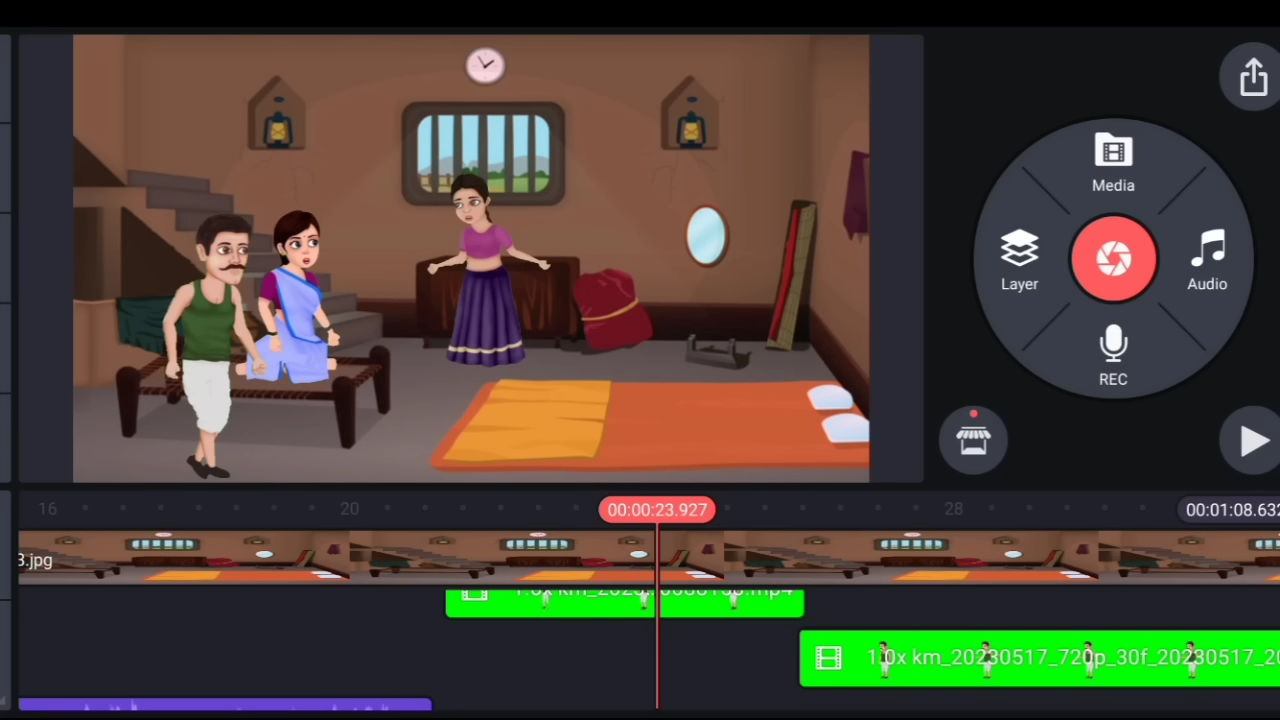 Media
Layer
Audio
REC
16
20
00:00:23.927
28
00:01:08.632
3.jpg
1.0x km_20230517_720p_30f_20230517_20